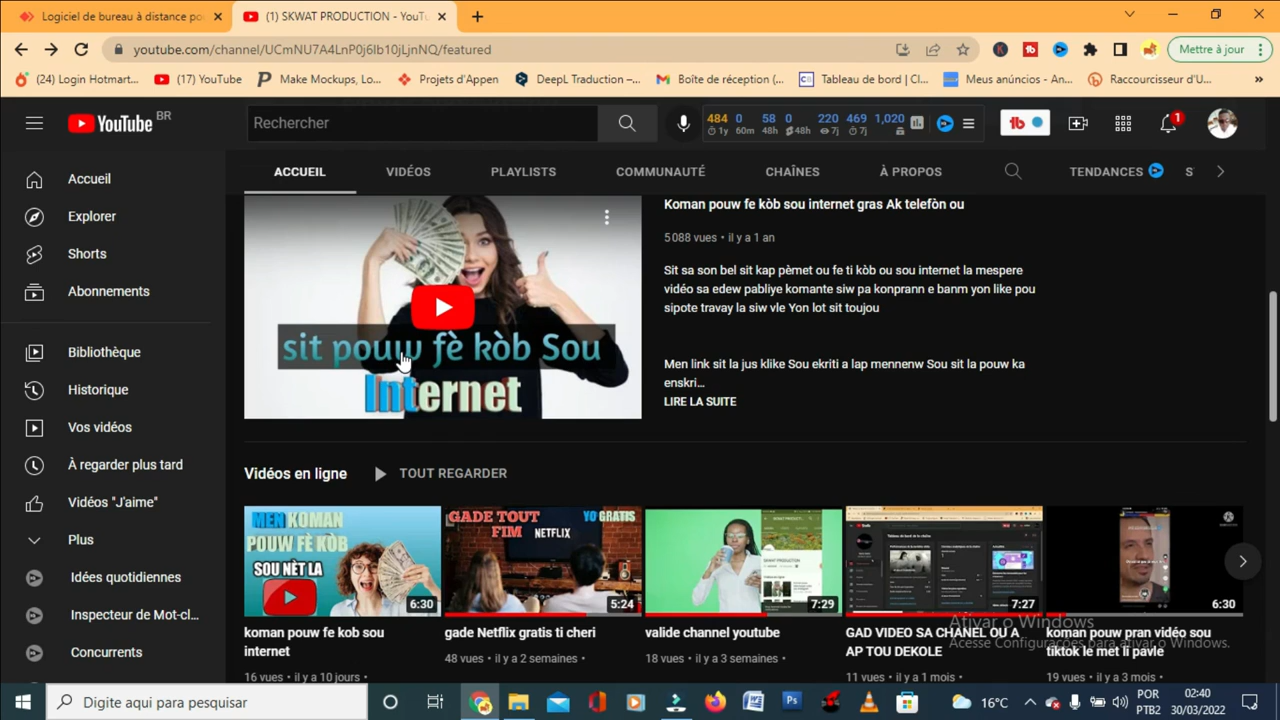 Logiciel de bureau à distance po
(1) SKWAT PRODUCTION - YouTu
youtube.com/channel/UCmNU7A4LnP0j6Ib10jLjnNQ/featured
Mettre à jour
(24) Login Hotmart...
(17) YouTube
Make Mockups, Lo...
Projets d'Appen
DeepL Traduction –...
Boîte de réception (...
Tableau de bord | Cl...
Meus anúncios - An...
Raccourcisseur d'U...
YouTube BR
Rechercher
484 0 58 0 220 469 1,020
1y 60m 48h 48h 7j 7j
1
ACCUEIL
VIDÉOS
PLAYLISTS
COMMUNAUTÉ
CHAÎNES
À PROPOS
TENDANCES
S
Accueil
Explorer
Shorts
Abonnements
Bibliothèque
Historique
Vos vidéos
À regarder plus tard
Vidéos "J'aime"
Plus
Idées quotidiennes
Inspecteur de Mot-cl...
Concurrents
sit pouw fè kòb Sou
Internet
Koman pouw fe kòb sou internet gras Ak telefòn ou
5 088 vues • il y a 1 an
Sit sa son bel sit kap pèmet ou fe ti kòb ou sou internet la mespere
vidéo sa edew pabliye komante siw pa konprann e banm yon like pou
sipote travay la siw vle Yon lot sit toujou
Men link sit la jus klike Sou ekriti a lap mennenw Sou sit la pouw ka
enskri...
LIRE LA SUITE
Vidéos en ligne
TOUT REGARDER
MEN KOMAN
POUW FÈ KÒB
SOU NÈT LA
6:30
koman pouw fe kob sou
internet
16 vues • il y a 10 jours
GADE TOUT YO GRATIS
FIM NETFLIX
5:24
gade Netflix gratis ti cheri
48 vues • il y a 2 semaines
7:29
valide channel youtube
18 vues • il y a 3 semaines
7:27
GAD VIDEO SA CHANEL OU A
AP TOU DEKOLE
11 vues • il y a 1 mois
6:30
koman pouw pran vidéo sou
tiktok le met li pavle
19 vues • il y a 3 mois
Ativar o Windows
Acesse Configurações para ativar o Windows.
Digite aqui para pesquisar
16°C
POR
PTB2
02:40
30/03/2022